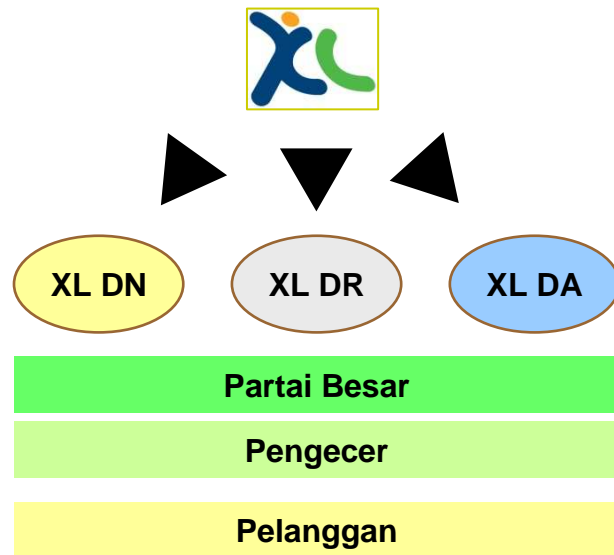 XL
XL DN
XL DR
XL DA
Partai Besar
Pengecer
Pelanggan